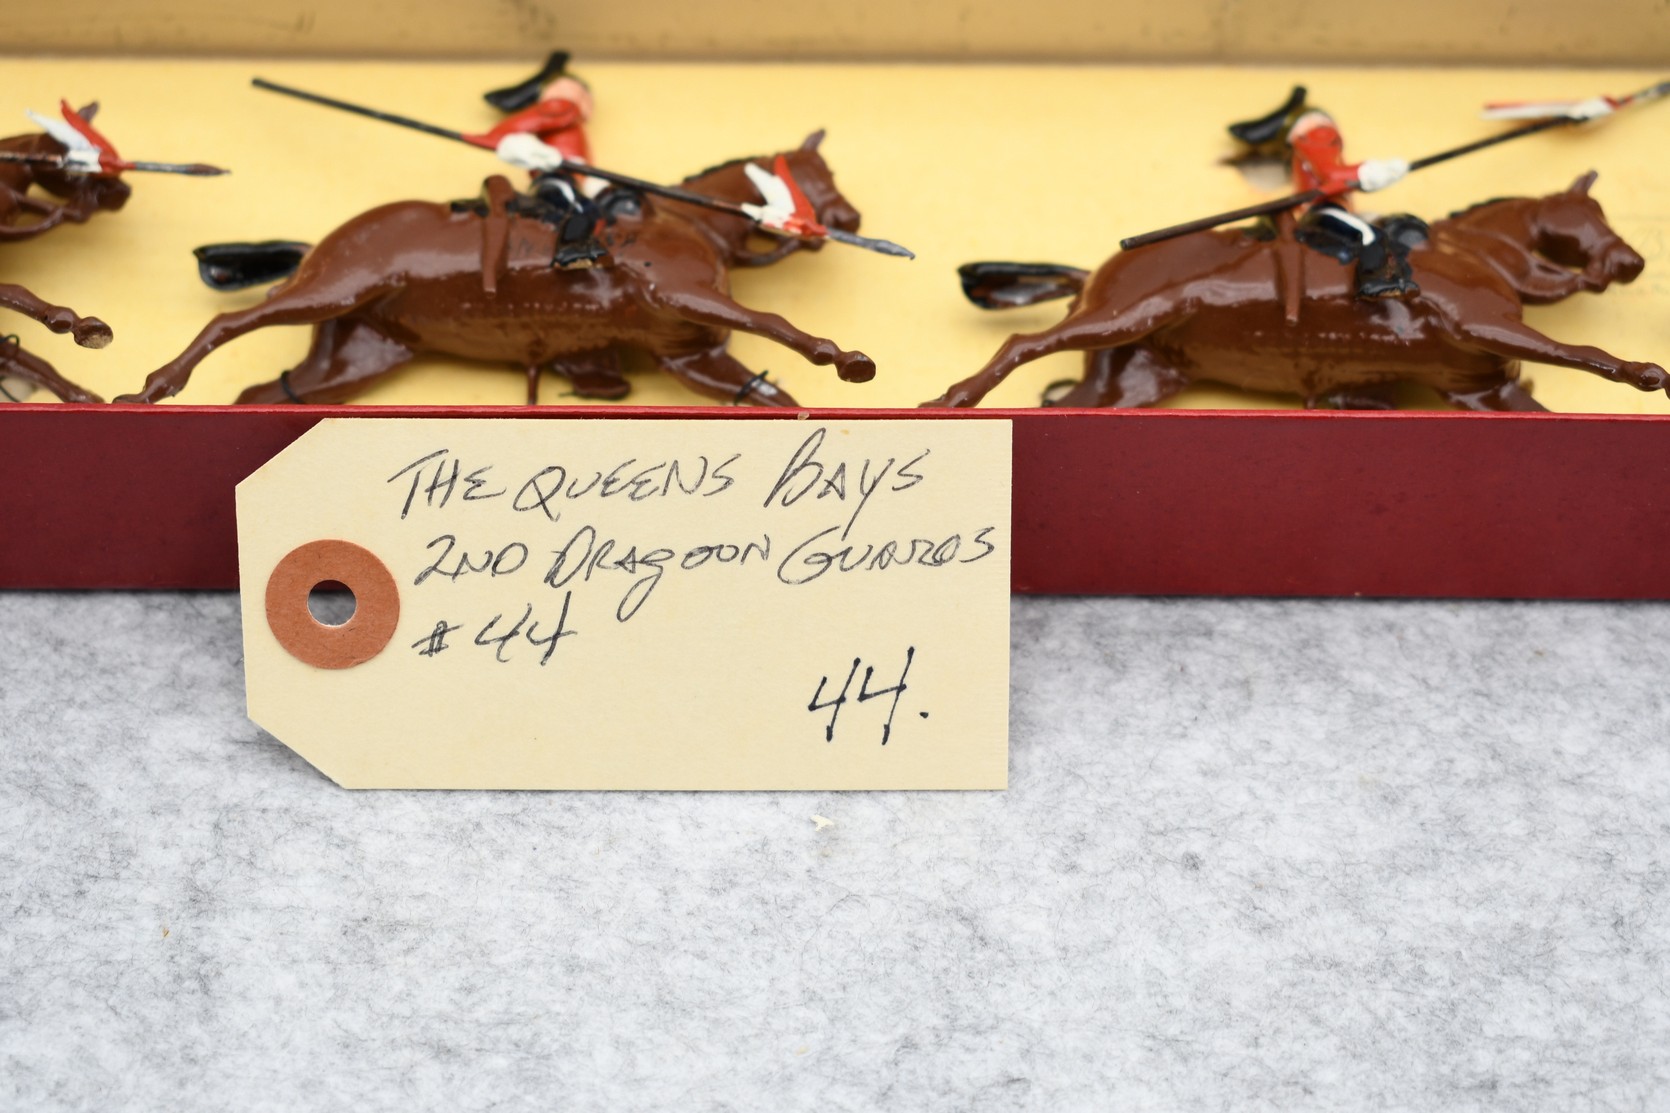 THE QUEENS BAYS
2ND DRAGOON GUARDS
#44
44.